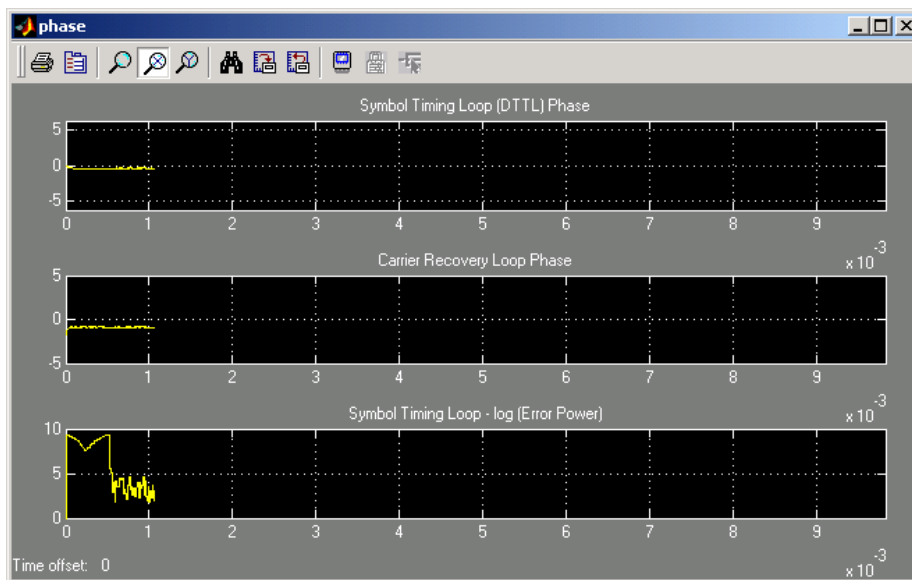 phase
Symbol Timing Loop (DTTL) Phase
5
0
-5
0 1 2 3 4 5 6 7 8 9
x 10^-3
Carrier Recovery Loop Phase
5
0
-5
0 1 2 3 4 5 6 7 8 9
x 10^-3
Symbol Timing Loop - log (Error Power)
10
5
0
0 1 2 3 4 5 6 7 8 9
x 10^-3
Time offset: 0